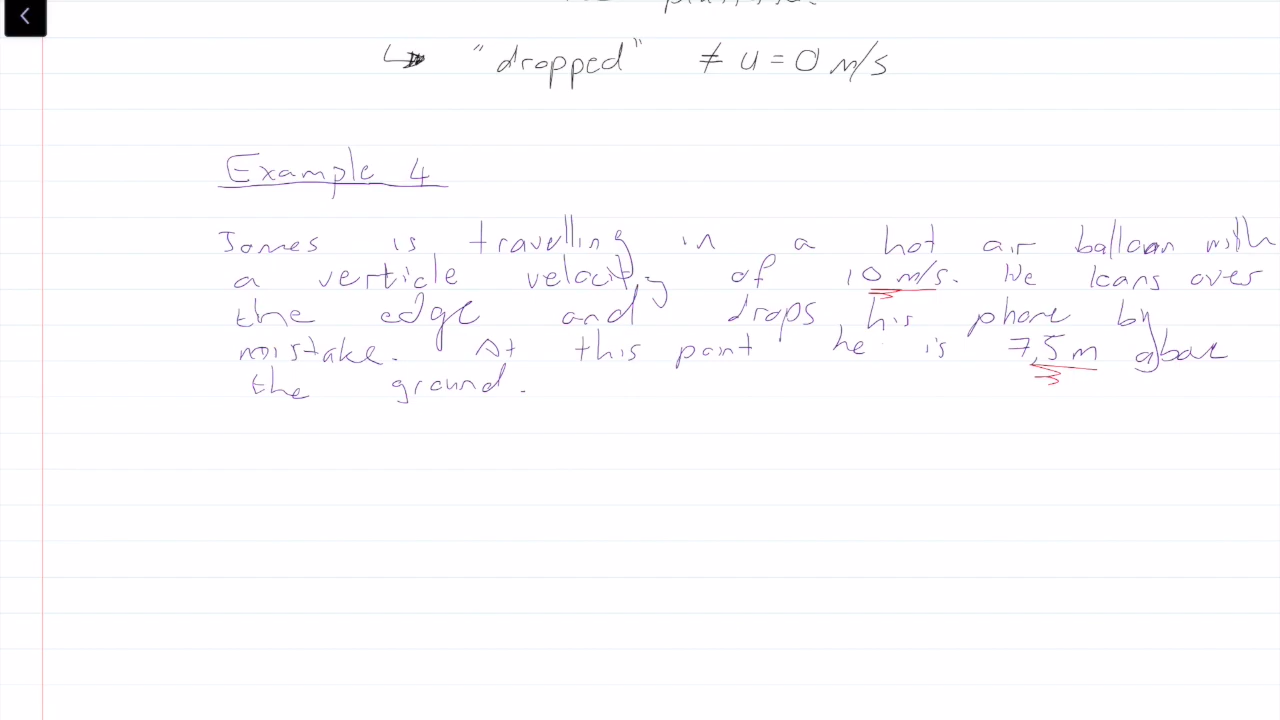 ↳ "dropped" ≠ u = 0 m/s
Example 4
James is travelling in a hot air balloon with
a verticle velocity of 10 m/s. He leans over
the edge and drops his phone by
mistake. At this point he is 7,5 m above
the ground.